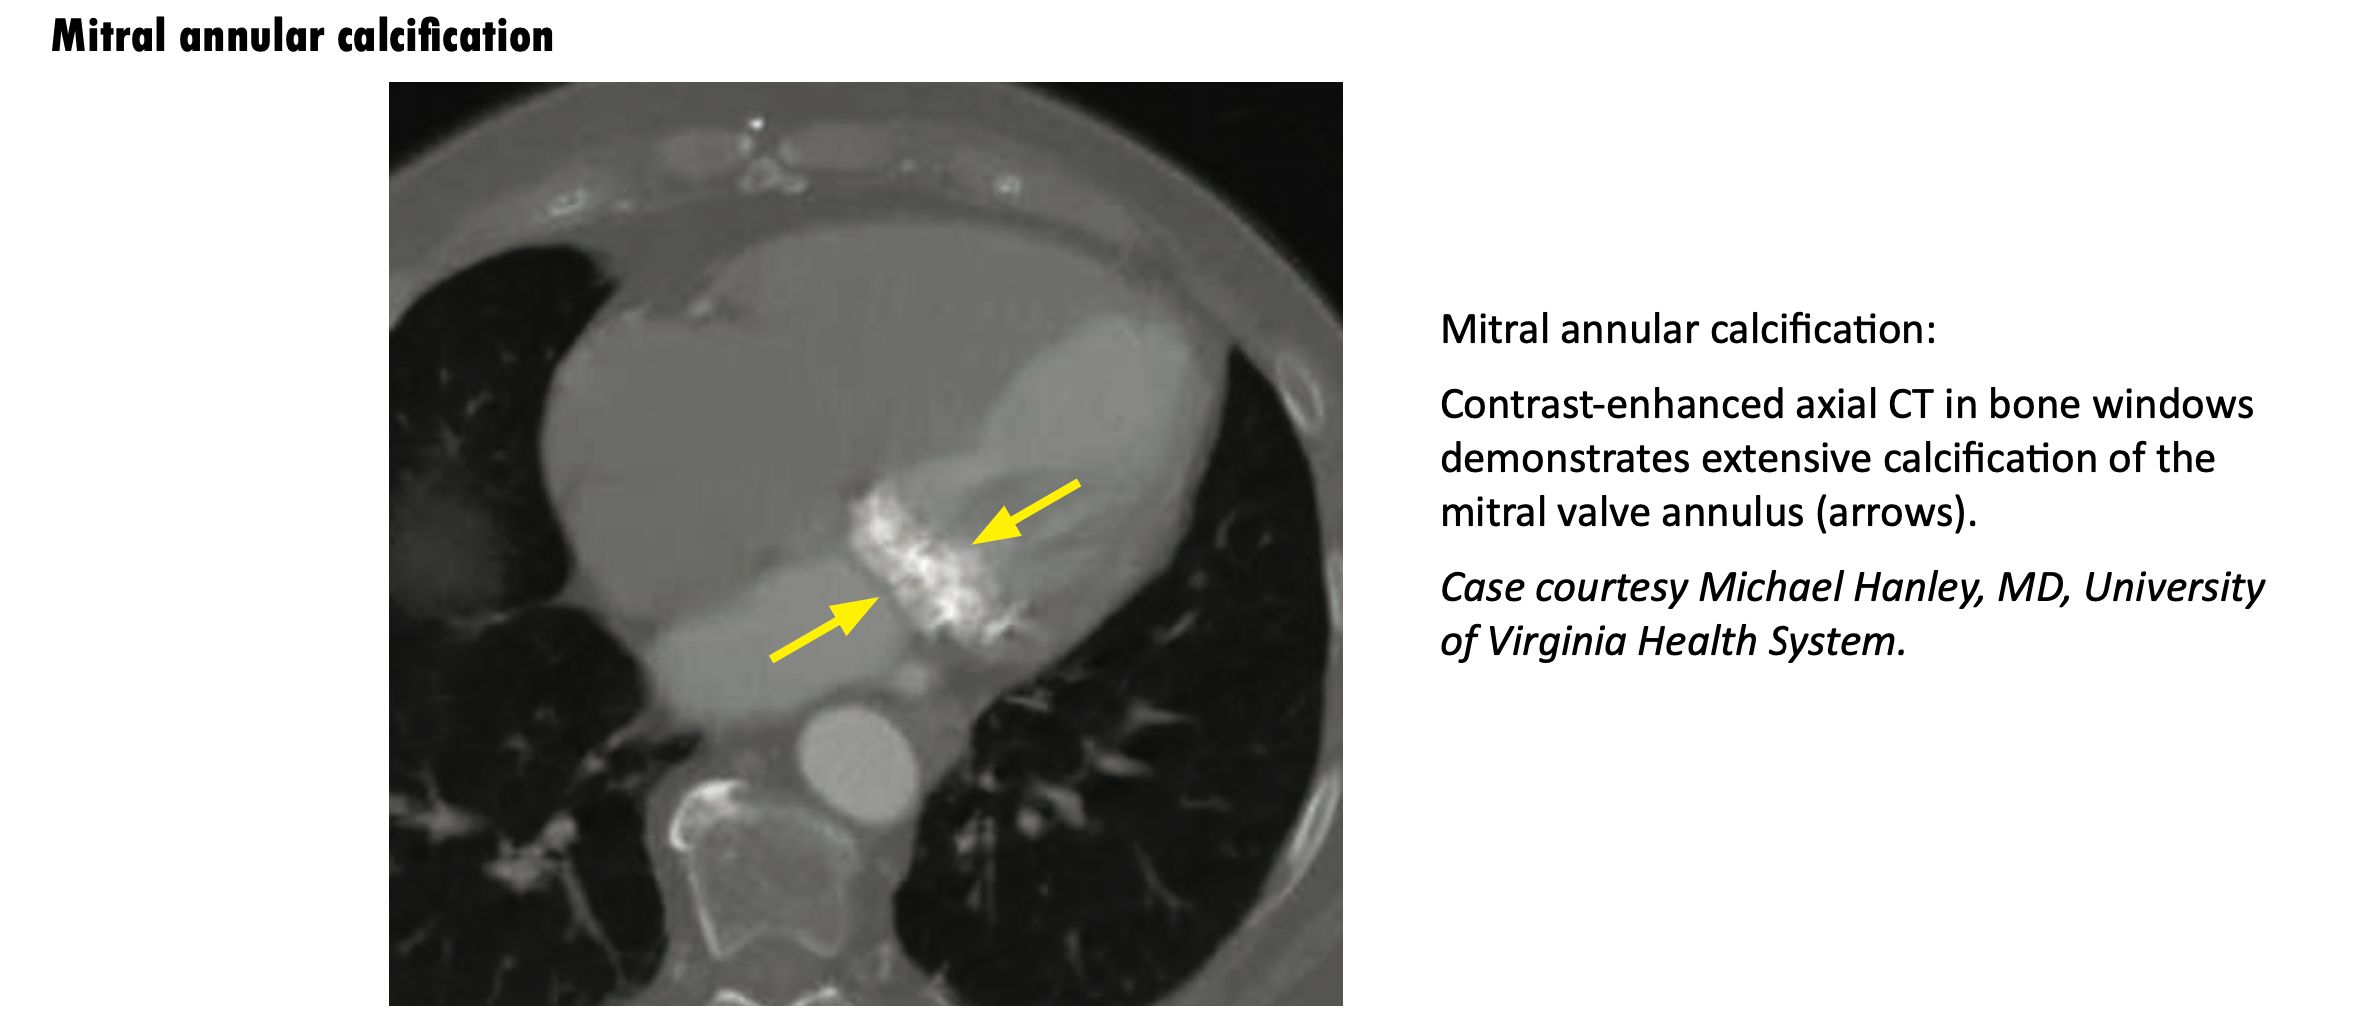 Mitral annular calcification
Mitral annular calcification:
Contrast-enhanced axial CT in bone windows
demonstrates extensive calcification of the
mitral valve annulus (arrows).
Case courtesy Michael Hanley, MD, University
of Virginia Health System.